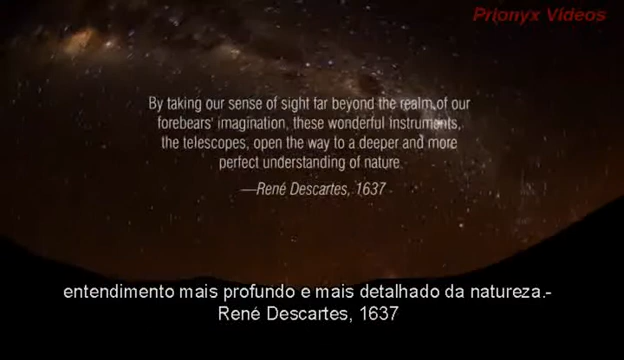 Prionyx Vídeos
By taking our sense of sight far beyond the realm of our
forebears' imagination, these wonderful instruments,
the telescopes, open the way to a deeper and more
perfect understanding of nature
—René Descartes, 1637
entendimento mais profundo e mais detalhado da natureza.-
René Descartes, 1637